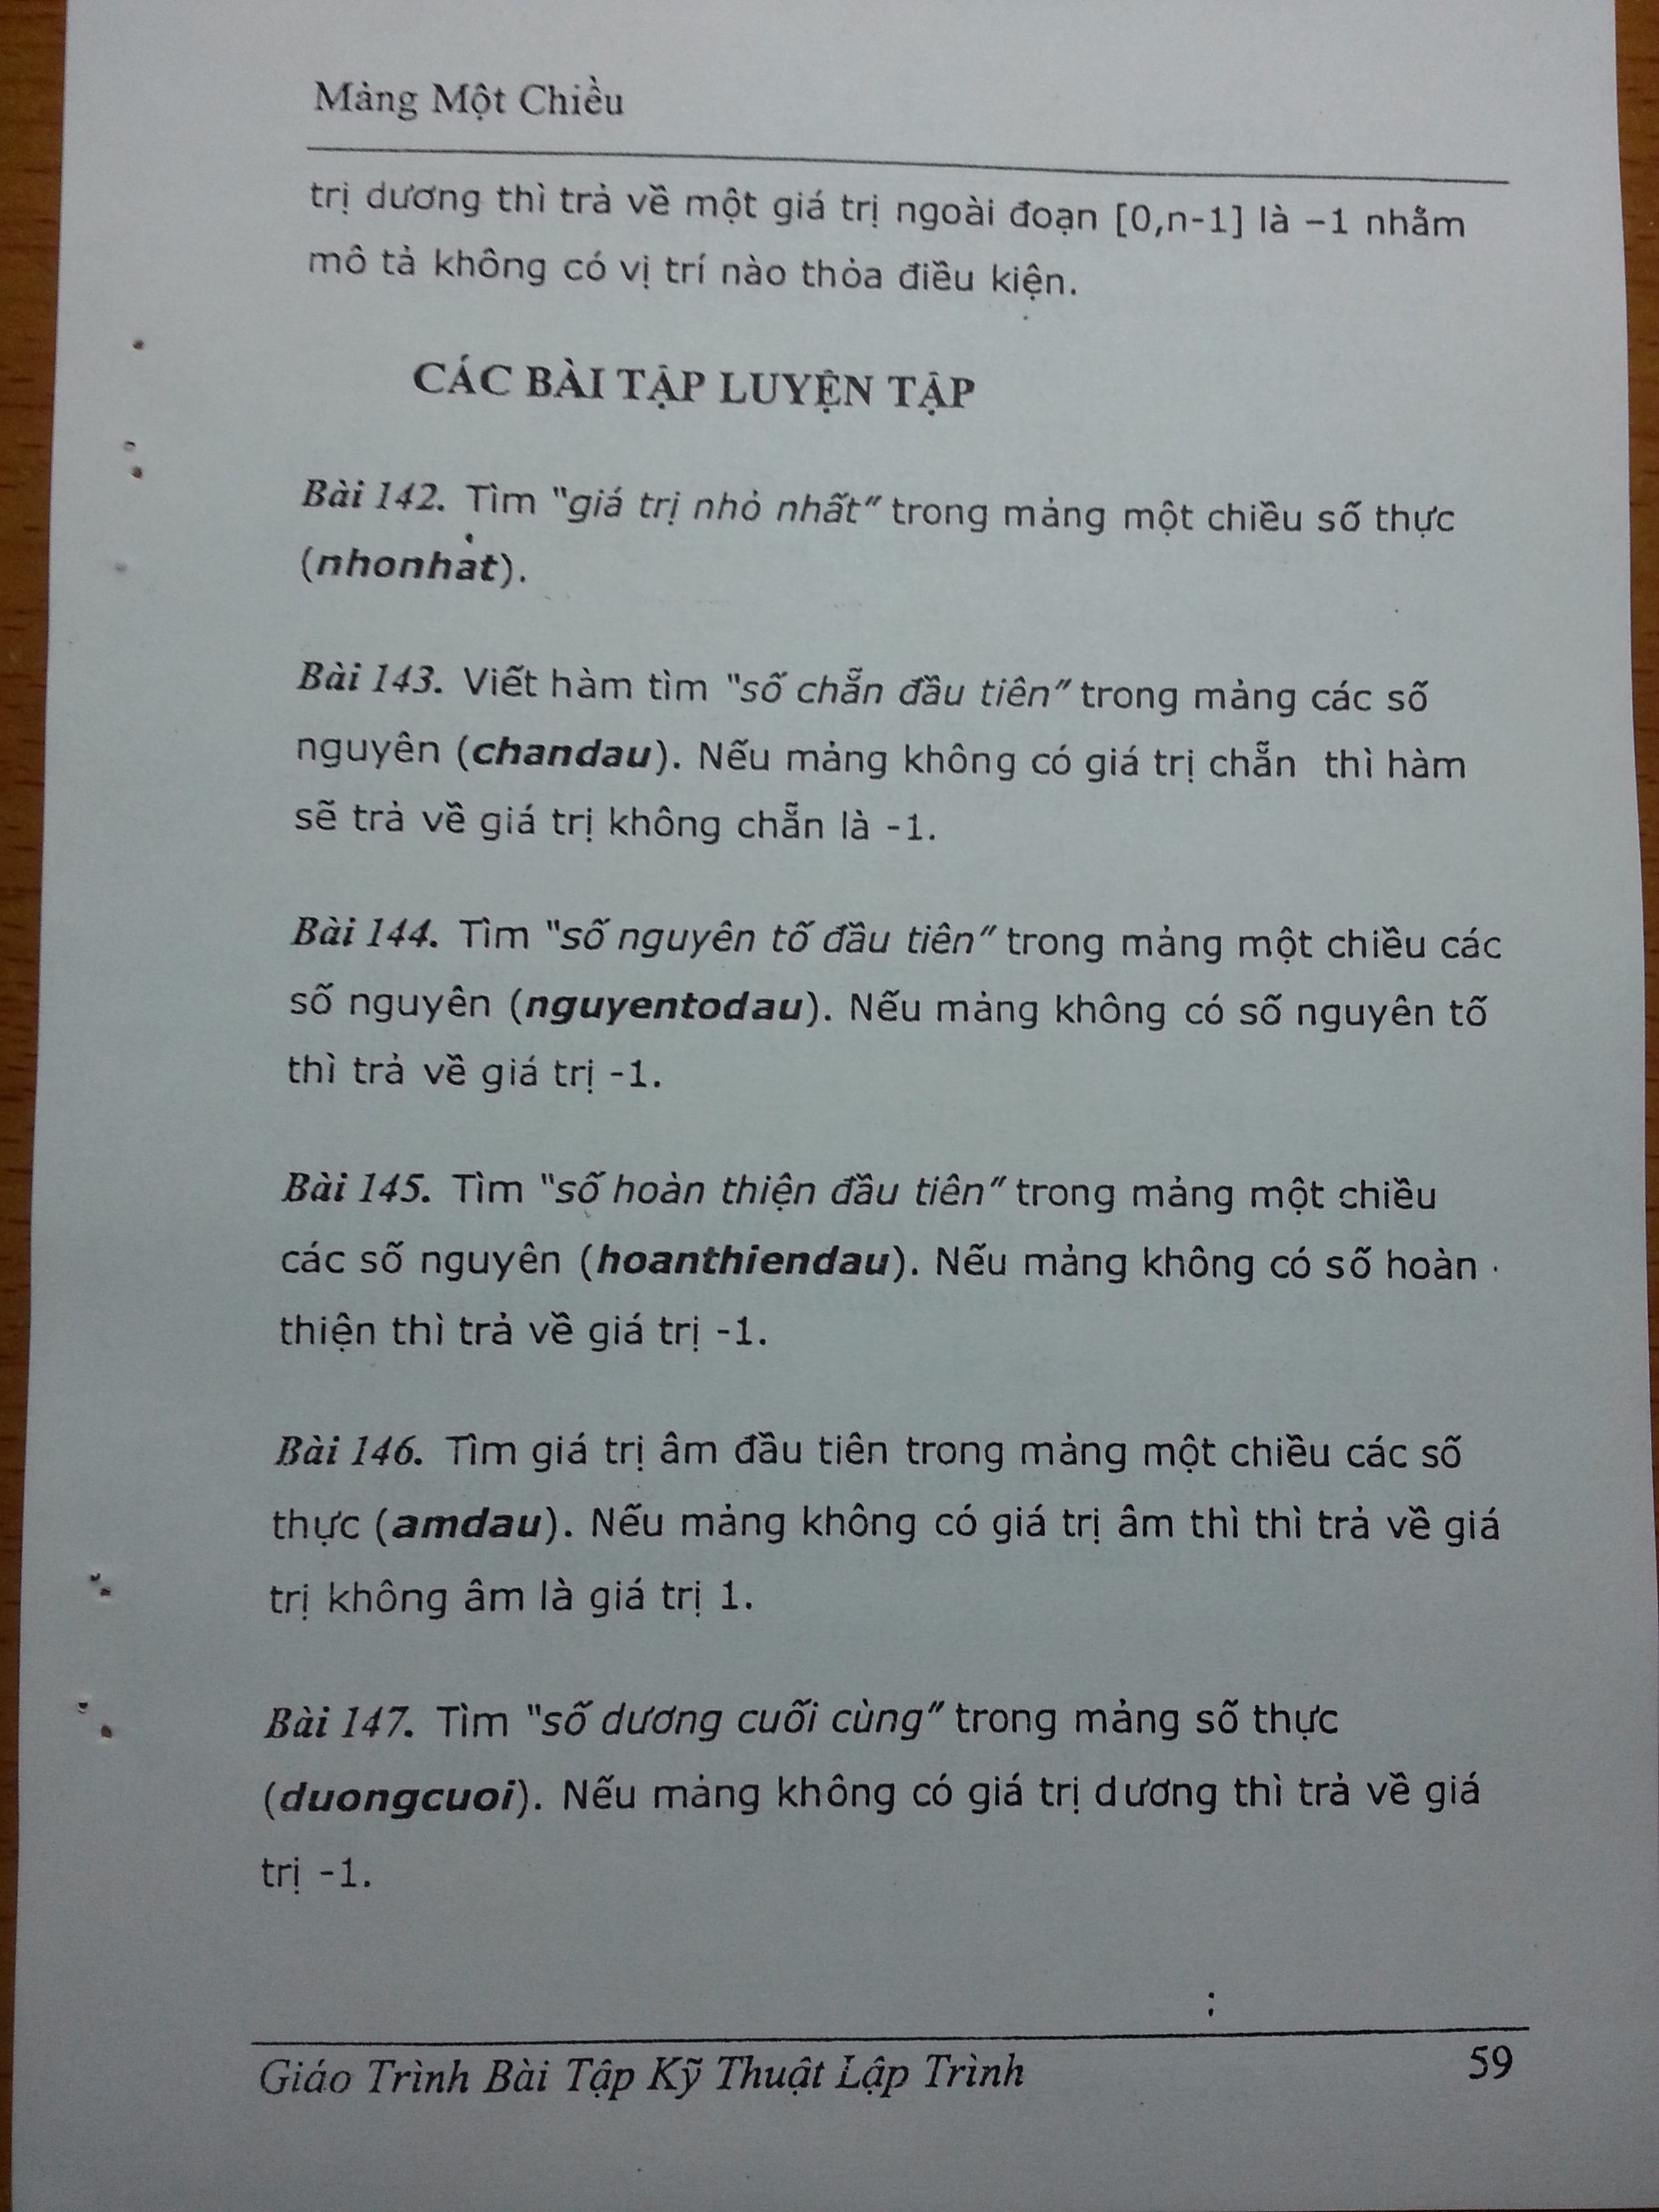 Mảng Một Chiều
trị dương thì trả về một giá trị ngoài đoạn [0,n-1] là –1 nhằm
mô tả không có vị trí nào thỏa điều kiện.
CÁC BÀI TẬP LUYỆN TẬP
Bài 142. Tìm "giá trị nhỏ nhất" trong mảng một chiều số thực
(nhonhat).
Bài 143. Viết hàm tìm "số chẵn đầu tiên" trong mảng các số
nguyên (chandau). Nếu mảng không có giá trị chẵn thì hàm
sẽ trả về giá trị không chẵn là -1.
Bài 144. Tìm "số nguyên tố đầu tiên" trong mảng một chiều các
số nguyên (nguyentodau). Nếu mảng không có số nguyên tố
thì trả về giá trị -1.
Bài 145. Tìm "số hoàn thiện đầu tiên" trong mảng một chiều
các số nguyên (hoanthiendau). Nếu mảng không có số hoàn
thiện thì trả về giá trị -1.
Bài 146. Tìm giá trị âm đầu tiên trong mảng một chiều các số
thực (amdau). Nếu mảng không có giá trị âm thì thì trả về giá
trị không âm là giá trị 1.
Bài 147. Tìm "số dương cuối cùng" trong mảng số thực
(duongcuoi). Nếu mảng không có giá trị dương thì trả về giá
trị -1.
Giáo Trình Bài Tập Kỹ Thuật Lập Trình 59